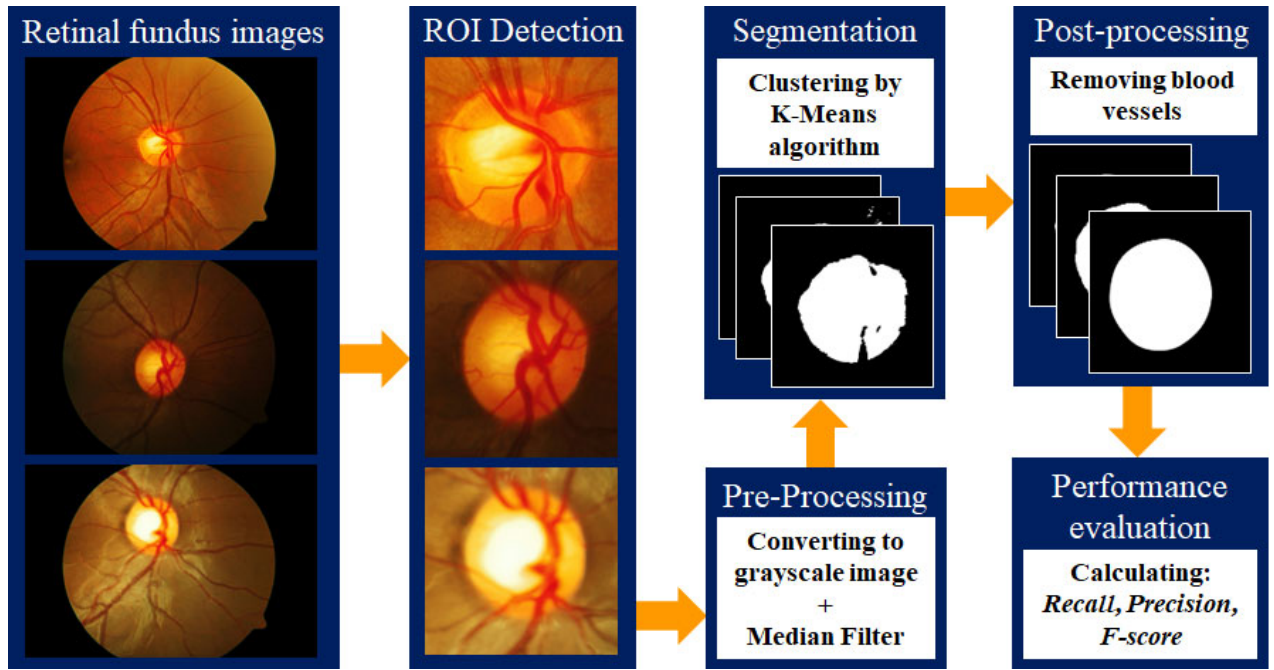 Retinal fundus images
ROI Detection
Pre-Processing
Converting to
grayscale image
+
Median Filter
Segmentation
Clustering by
K-Means
algorithm
Post-processing
Removing blood
vessels
Performance
evaluation
Calculating:
Recall, Precision,
F-score